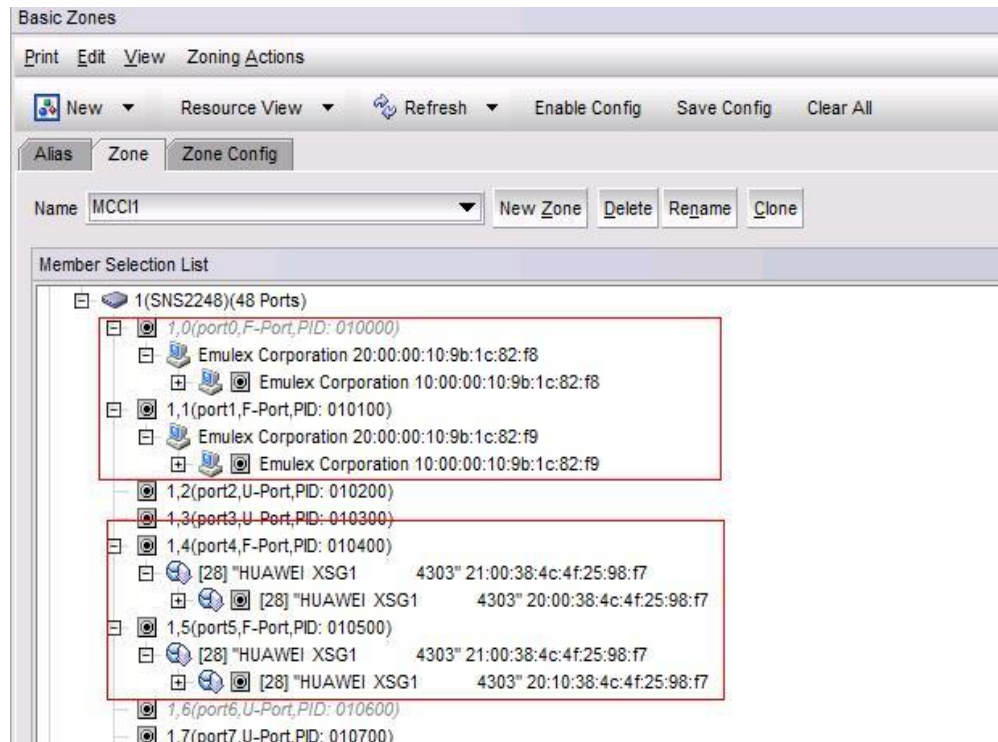 Basic Zones
Print Edit View Zoning Actions
New Resource View Refresh Enable Config Save Config Clear All
Alias Zone Zone Config
Name MCCI1 New Zone Delete Rename Clone
Member Selection List
1(SNS2248)(48 Ports)
1,0(port0,F-Port,PID: 010000)
Emulex Corporation 20:00:00:10:9b:1c:82:f8
Emulex Corporation 10:00:00:10:9b:1c:82:f8
1,1(port1,F-Port,PID: 010100)
Emulex Corporation 20:00:00:10:9b:1c:82:f9
Emulex Corporation 10:00:00:10:9b:1c:82:f9
1,2(port2,U-Port,PID: 010200)
1,3(port3,U-Port,PID: 010300)
1,4(port4,F-Port,PID: 010400)
[28] "HUAWEI XSG1 4303" 21:00:38:4c:4f:25:98:f7
[28] "HUAWEI XSG1 4303" 20:00:38:4c:4f:25:98:f7
1,5(port5,F-Port,PID: 010500)
[28] "HUAWEI XSG1 4303" 21:00:38:4c:4f:25:98:f7
[28] "HUAWEI XSG1 4303" 20:10:38:4c:4f:25:98:f7
1,6(port6,U-Port,PID: 010600)
1,7(port7,U-Port,PID: 010700)